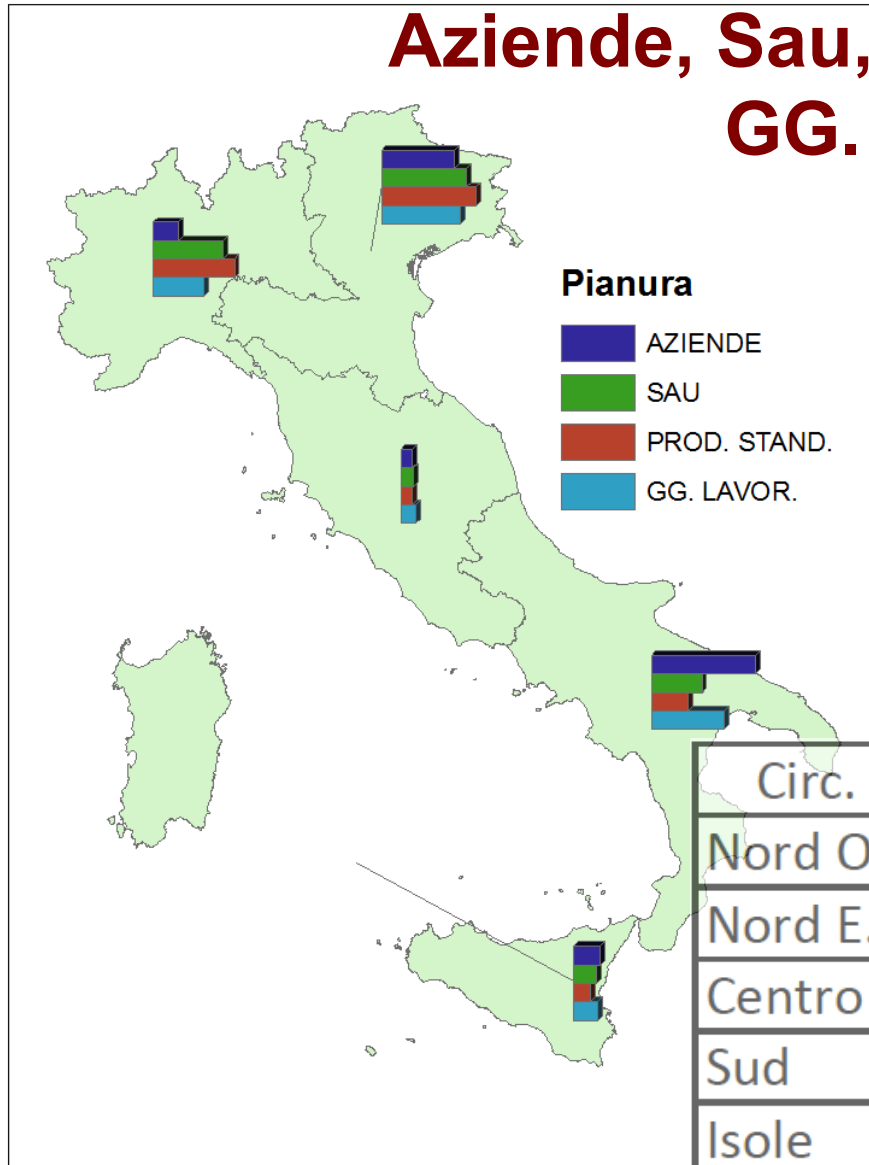 Aziende, Sau,
GG.
Pianura
AZIENDE
SAU
PROD. STAND.
GG. LAVOR.
Circ.
Nord O
Nord E.
Centro
Sud
Isole